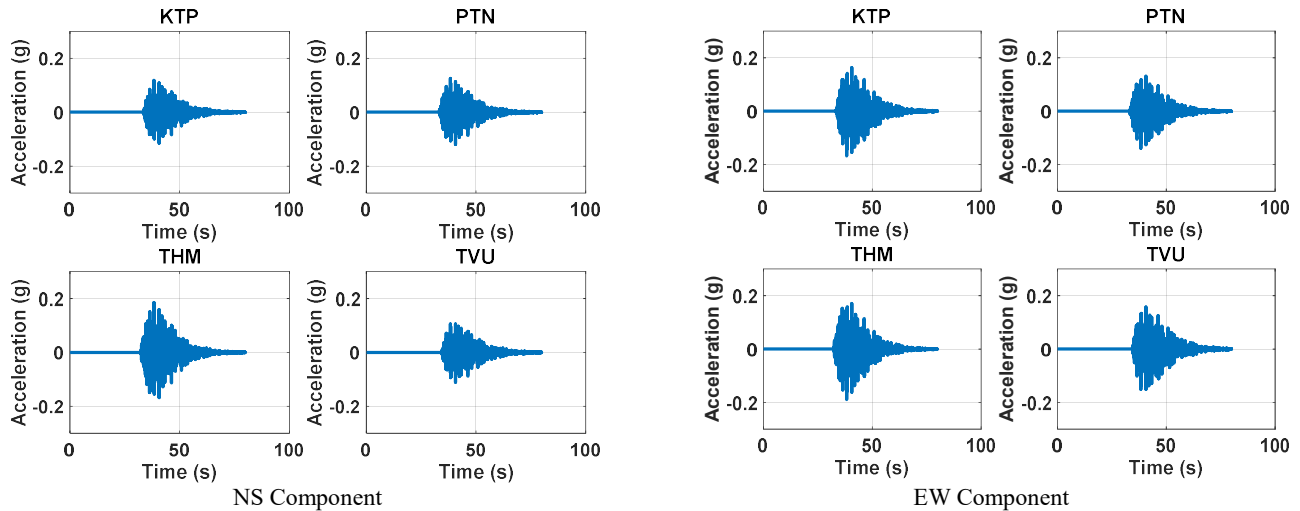 KTP
Acceleration (g)
0.2
0
-0.2
0
50
100
Time (s)
PTN
Acceleration (g)
0.2
0
-0.2
0
50
100
Time (s)
THM
Acceleration (g)
0.2
0
-0.2
0
50
100
Time (s)
TVU
Acceleration (g)
0.2
0
-0.2
0
50
100
Time (s)
NS Component
KTP
Acceleration (g)
0.2
0
-0.2
0
50
100
Time (s)
PTN
Acceleration (g)
0.2
0
-0.2
0
50
100
Time (s)
THM
Acceleration (g)
0.2
0
-0.2
0
50
100
Time (s)
TVU
Acceleration (g)
0.2
0
-0.2
0
50
100
Time (s)
EW Component